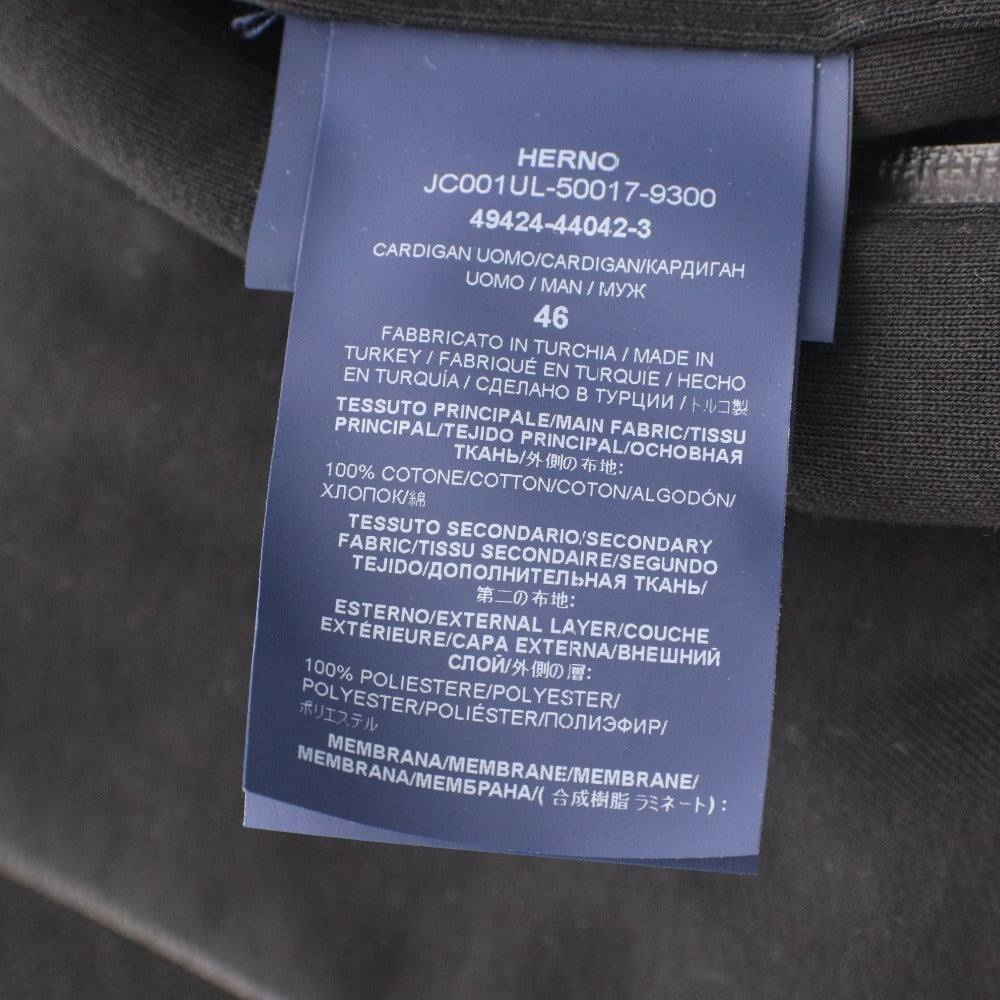 HERNO
JC001UL-50017-9300
49424-44042-3
CARDIGAN UOMO/CARDIGAN/КАРДИГАН
UOMO / MAN / МУЖ
46
FABBRICATO IN TURCHIA / MADE IN
TURKEY / FABRIQUÉ EN TURQUIE / HECHO
EN TURQUÍA / СДЕЛАНО В ТУРЦИИ /トルコ製
TESSUTO PRINCIPALE/MAIN FABRIC/TISSU
PRINCIPAL/TEJIDO PRINCIPAL/ОСНОВНАЯ
ТКАНЬ/外側の布地:
100% COTONE/COTTON/COTON/ALGODÓN/
ХЛОПОК/綿
TESSUTO SECONDARIO/SECONDARY
FABRIC/TISSU SECONDAIRE/SEGUNDO
TEJIDO/ДОПОЛНИТЕЛЬНАЯ ТКАНЬ/
第二の布地:
ESTERNO/EXTERNAL LAYER/COUCHE
EXTÉRIEURE/CAPA EXTERNA/ВНЕШНИЙ
СЛОЙ/外側の層:
100% POLIESTERE/POLYESTER/
POLYESTER/POLIÉSTER/ПОЛИЭФИР/
ポリエステル
MEMBRANA/MEMBRANE/MEMBRANE/
MEMBRANA/МЕМБРАНА/( 合成樹脂 ラミネート) :